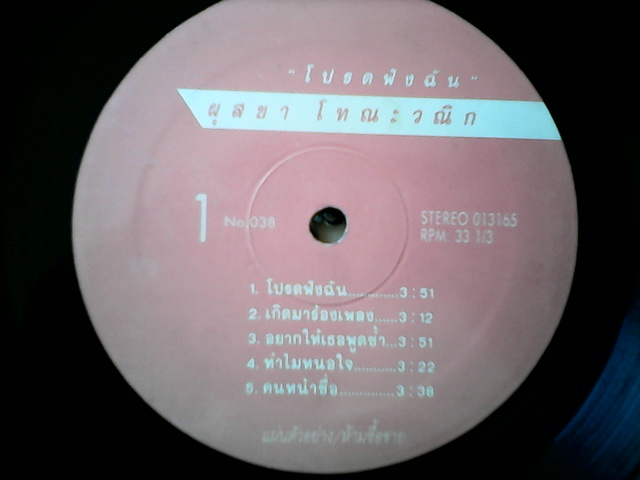 "โปรดฟังฉัน"
ผุสชา โทณะวณิก
1 No.038 STEREO 013165
RPM. 33 1/3
1. โปรดฟังฉัน............3:51
2. เกิดมาร้องเพลง......3:12
3. อยากให้เธอพูดซ้ำ...3:51
4. ทำไมหนอใจ..........3:22
5. คนหน้าซื่อ..............3:38
แผ่นตัวอย่าง/ห้ามซื้อขาย